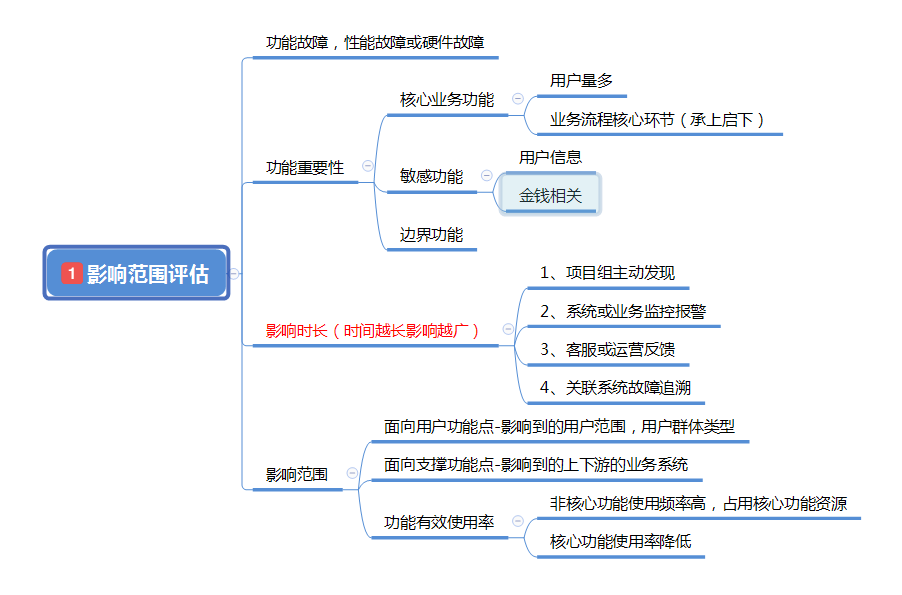 功能故障，性能故障或硬件故障
用户量多
核心业务功能
业务流程核心环节（承上启下）
用户信息
功能重要性
敏感功能
金钱相关
边界功能
1 影响范围评估
1、项目组主动发现
2、系统或业务监控报警
影响时长（时间越长影响越广）
3、客服或运营反馈
4、关联系统故障追溯
面向用户功能点-影响到的用户范围，用户群体类型
面向支撑功能点-影响到的上下游的业务系统
影响范围
非核心功能使用频率高，占用核心功能资源
功能有效使用率
核心功能使用率降低